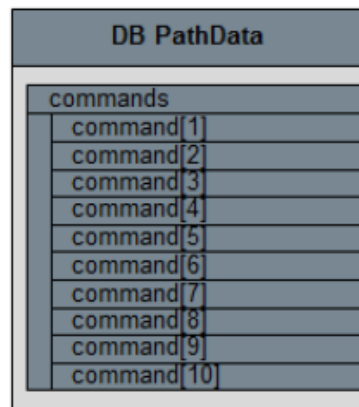 DB PathData
commands
command[1]
command[2]
command[3]
command[4]
command[5]
command[6]
command[7]
command[8]
command[9]
command[10]